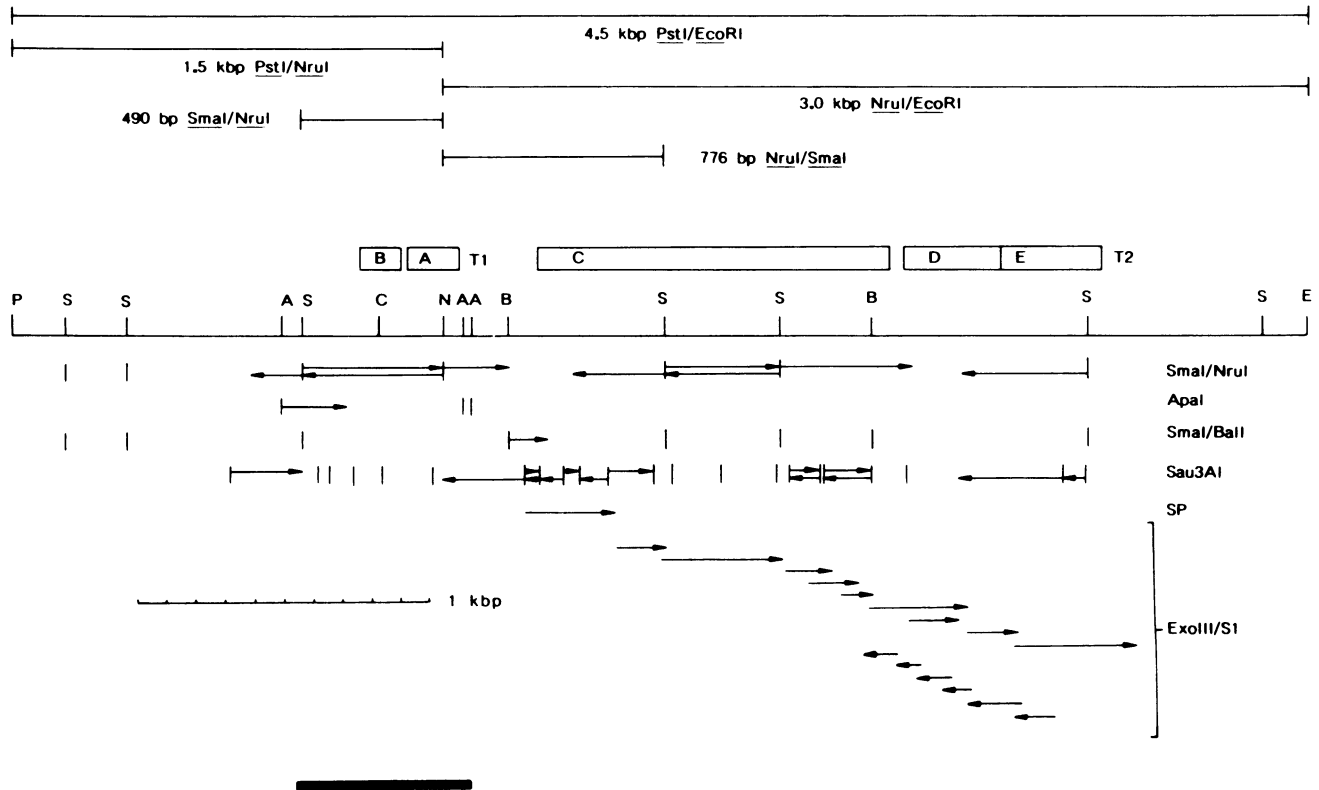 4.5 kbp PstI/EcoRI
1.5 kbp PstI/NruI
3.0 kbp NruI/EcoRI
490 bp SmaI/NruI
776 bp NruI/SmaI
B A T1 C D E T2
P S S A S C N A A B S S B S S E
SmaI/NruI
ApaI
SmaI/BalI
Sau3AI
SP
1 kbp
ExoIII/S1